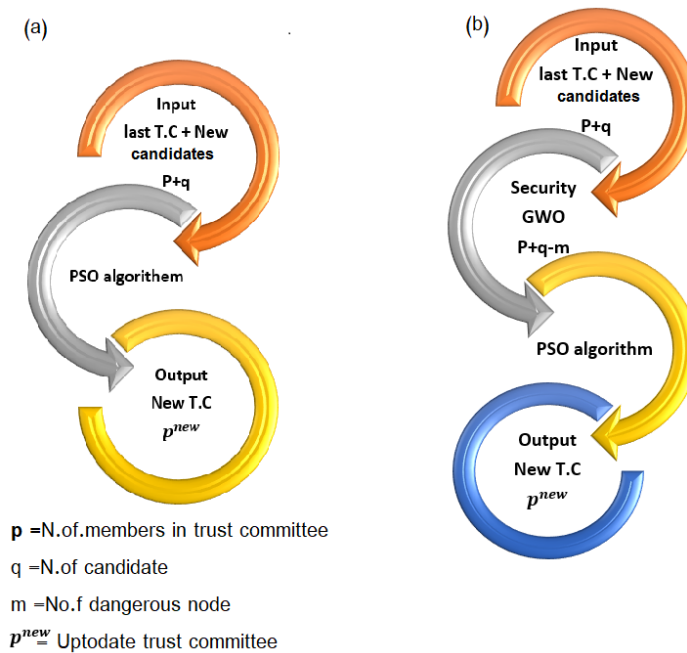 (a)
Input
last T.C + New
candidates
P+q
PSO algorithem
Output
New T.C
p^new
(b)
Input
last T.C + New
candidates
P+q
Security
GWO
P+q-m
PSO algorithm
Output
New T.C
p^new
p =N.of.members in trust committee
q =N.of candidate
m =No.f dangerous node
p^new= Uptodate trust committee